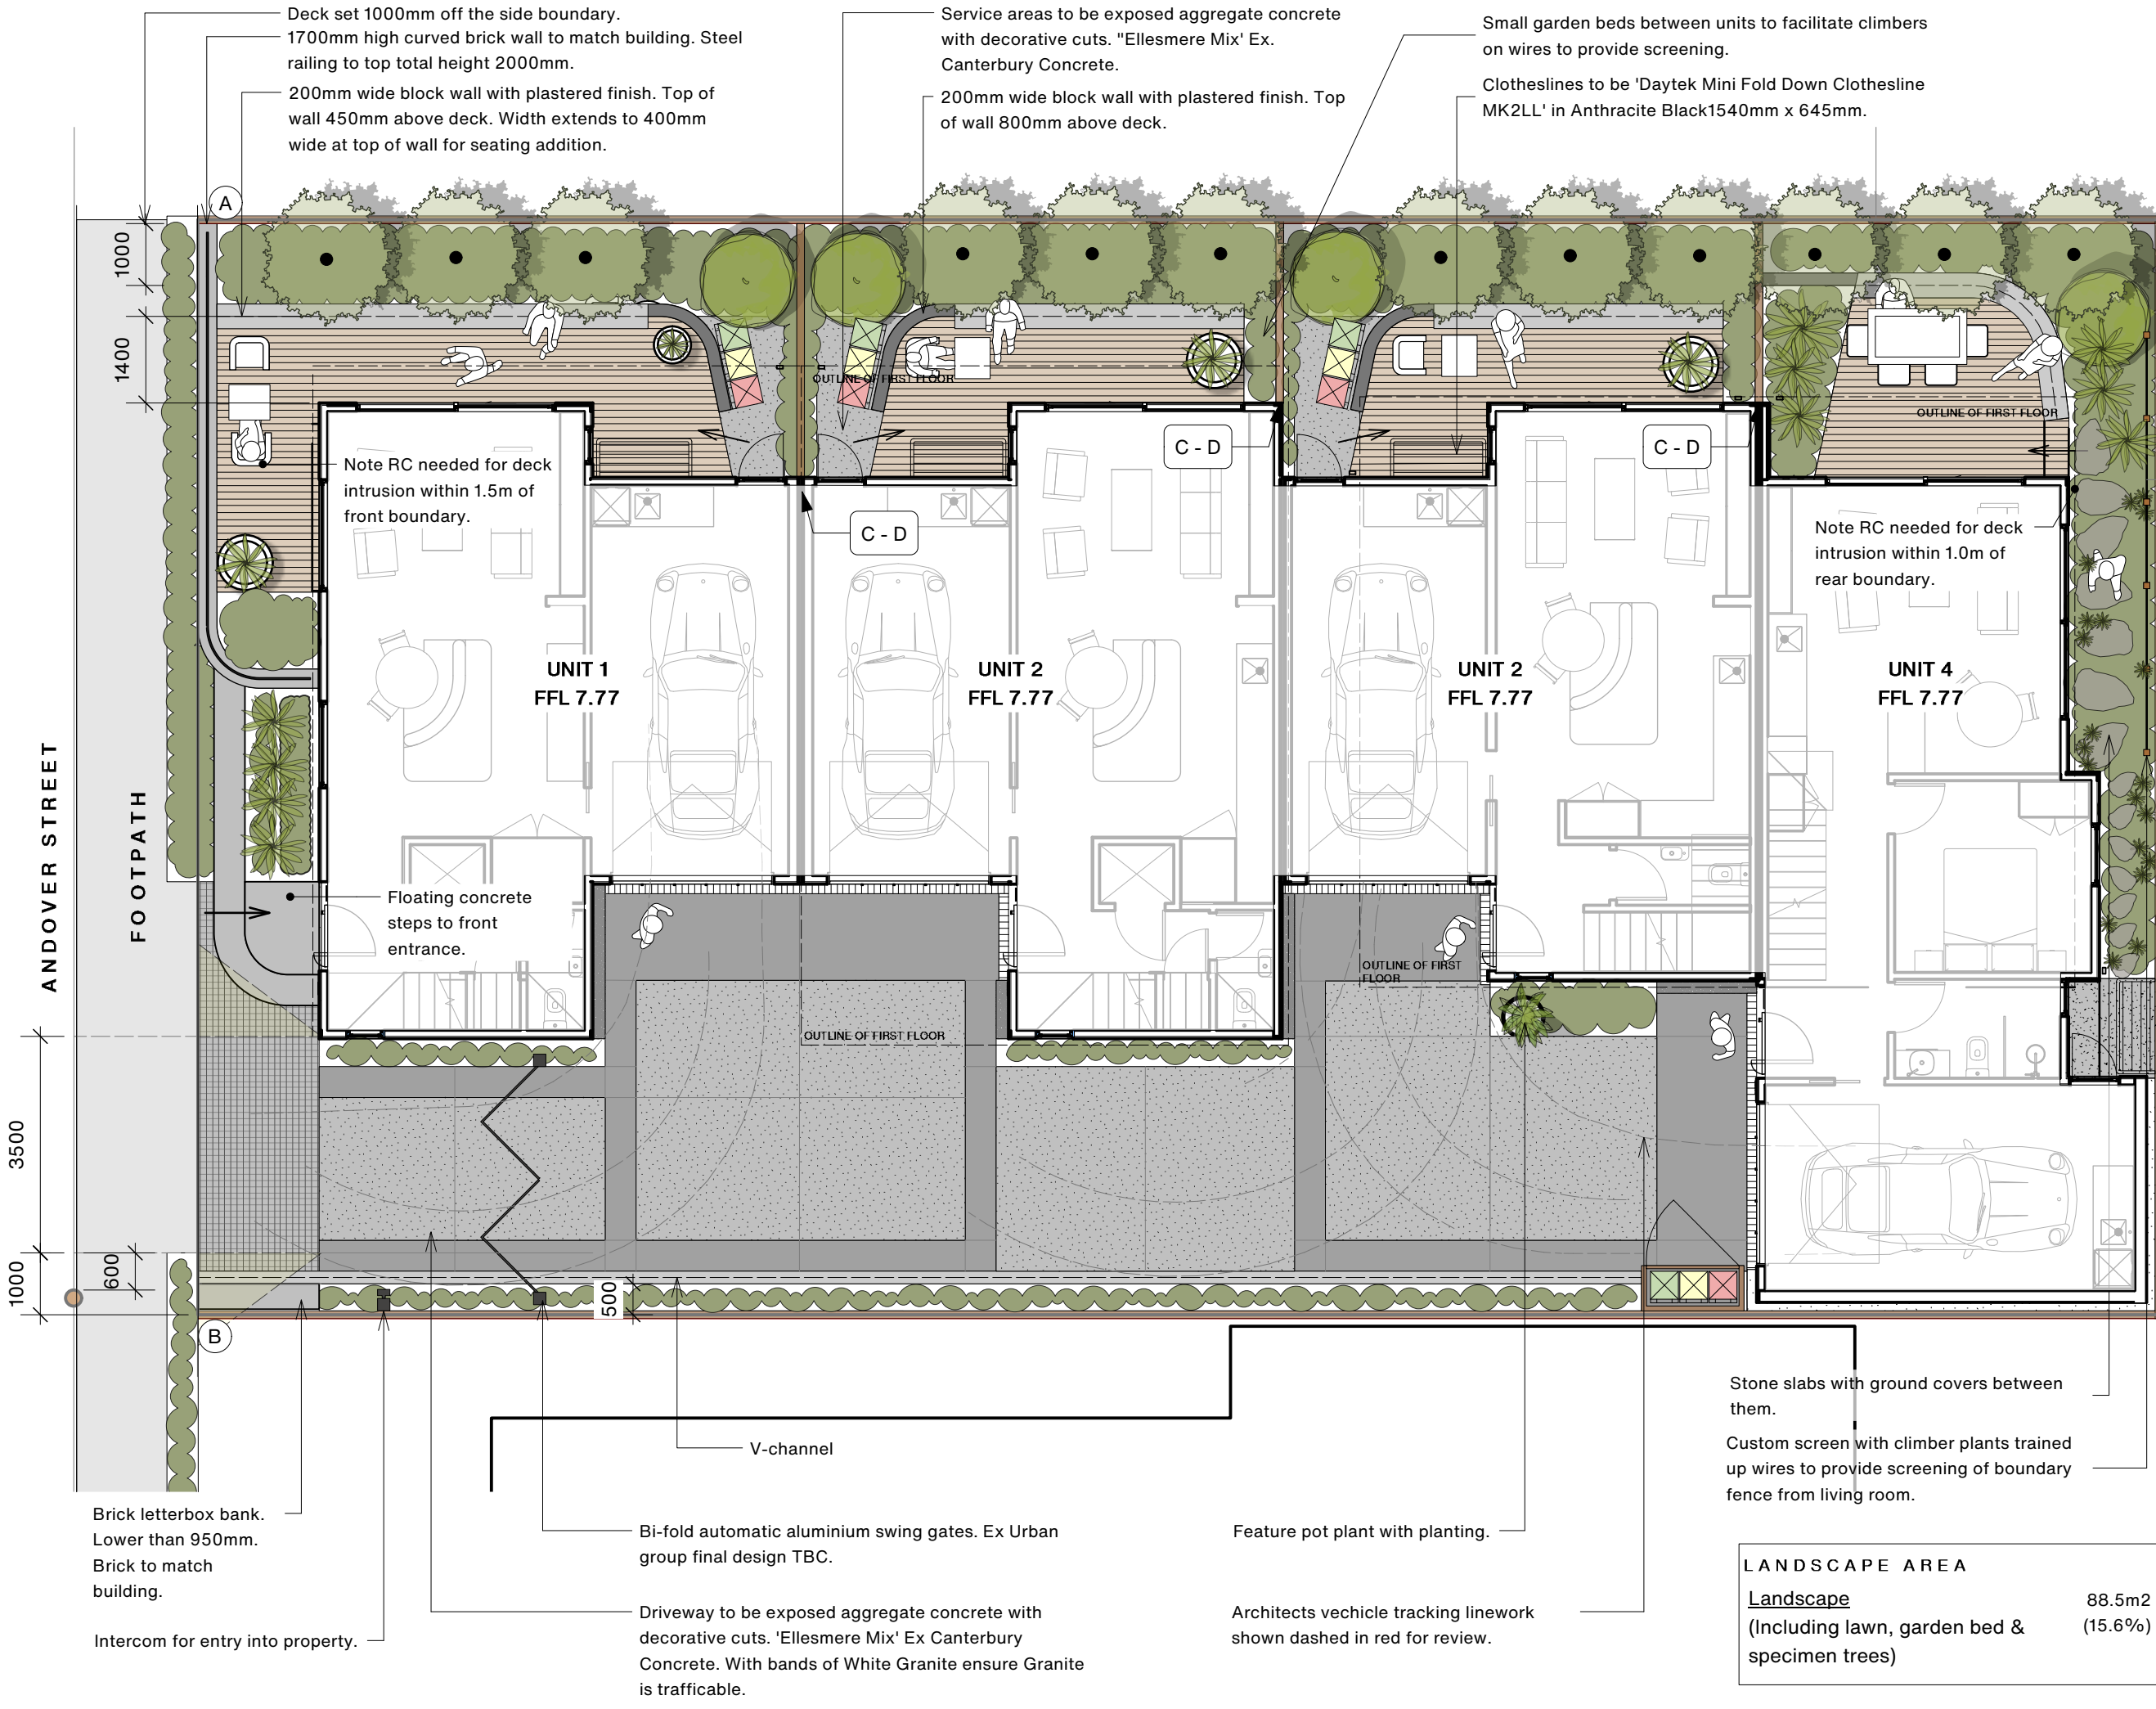 Deck set 1000mm off the side boundary.
1700mm high curved brick wall to match building. Steel
railing to top total height 2000mm.
200mm wide block wall with plastered finish. Top of
wall 450mm above deck. Width extends to 400mm
wide at top of wall for seating addition.
Service areas to be exposed aggregate concrete
with decorative cuts. "Ellesmere Mix' Ex.
Canterbury Concrete.
200mm wide block wall with plastered finish. Top
of wall 800mm above deck.
Small garden beds between units to facilitate climbers
on wires to provide screening.
Clotheslines to be 'Daytek Mini Fold Down Clothesline
MK2LL' in Anthracite Black1540mm x 645mm.
A
1000
1400
OUTLINE OF FIRST FLOOR
OUTLINE OF FIRST FLOOR
C - D
C - D
C - D
Note RC needed for deck
intrusion within 1.5m of
front boundary.
Note RC needed for deck
intrusion within 1.0m of
rear boundary.
UNIT 1
FFL 7.77
UNIT 2
FFL 7.77
UNIT 2
FFL 7.77
UNIT 4
FFL 7.77
ANDOVER STREET
FOOTPATH
Floating concrete
steps to front
entrance.
OUTLINE OF FIRST
FLOOR
OUTLINE OF FIRST FLOOR
3500
1000
600
500
B
Stone slabs with ground covers between
them.
Custom screen with climber plants trained
up wires to provide screening of boundary
fence from living room.
V-channel
Brick letterbox bank.
Lower than 950mm.
Brick to match
building.
Intercom for entry into property.
Bi-fold automatic aluminium swing gates. Ex Urban
group final design TBC.
Driveway to be exposed aggregate concrete with
decorative cuts. 'Ellesmere Mix' Ex Canterbury
Concrete. With bands of White Granite ensure Granite
is trafficable.
Feature pot plant with planting.
Architects vechicle tracking linework
shown dashed in red for review.
LANDSCAPE AREA
Landscape 88.5m2
(Including lawn, garden bed & (15.6%)
specimen trees)